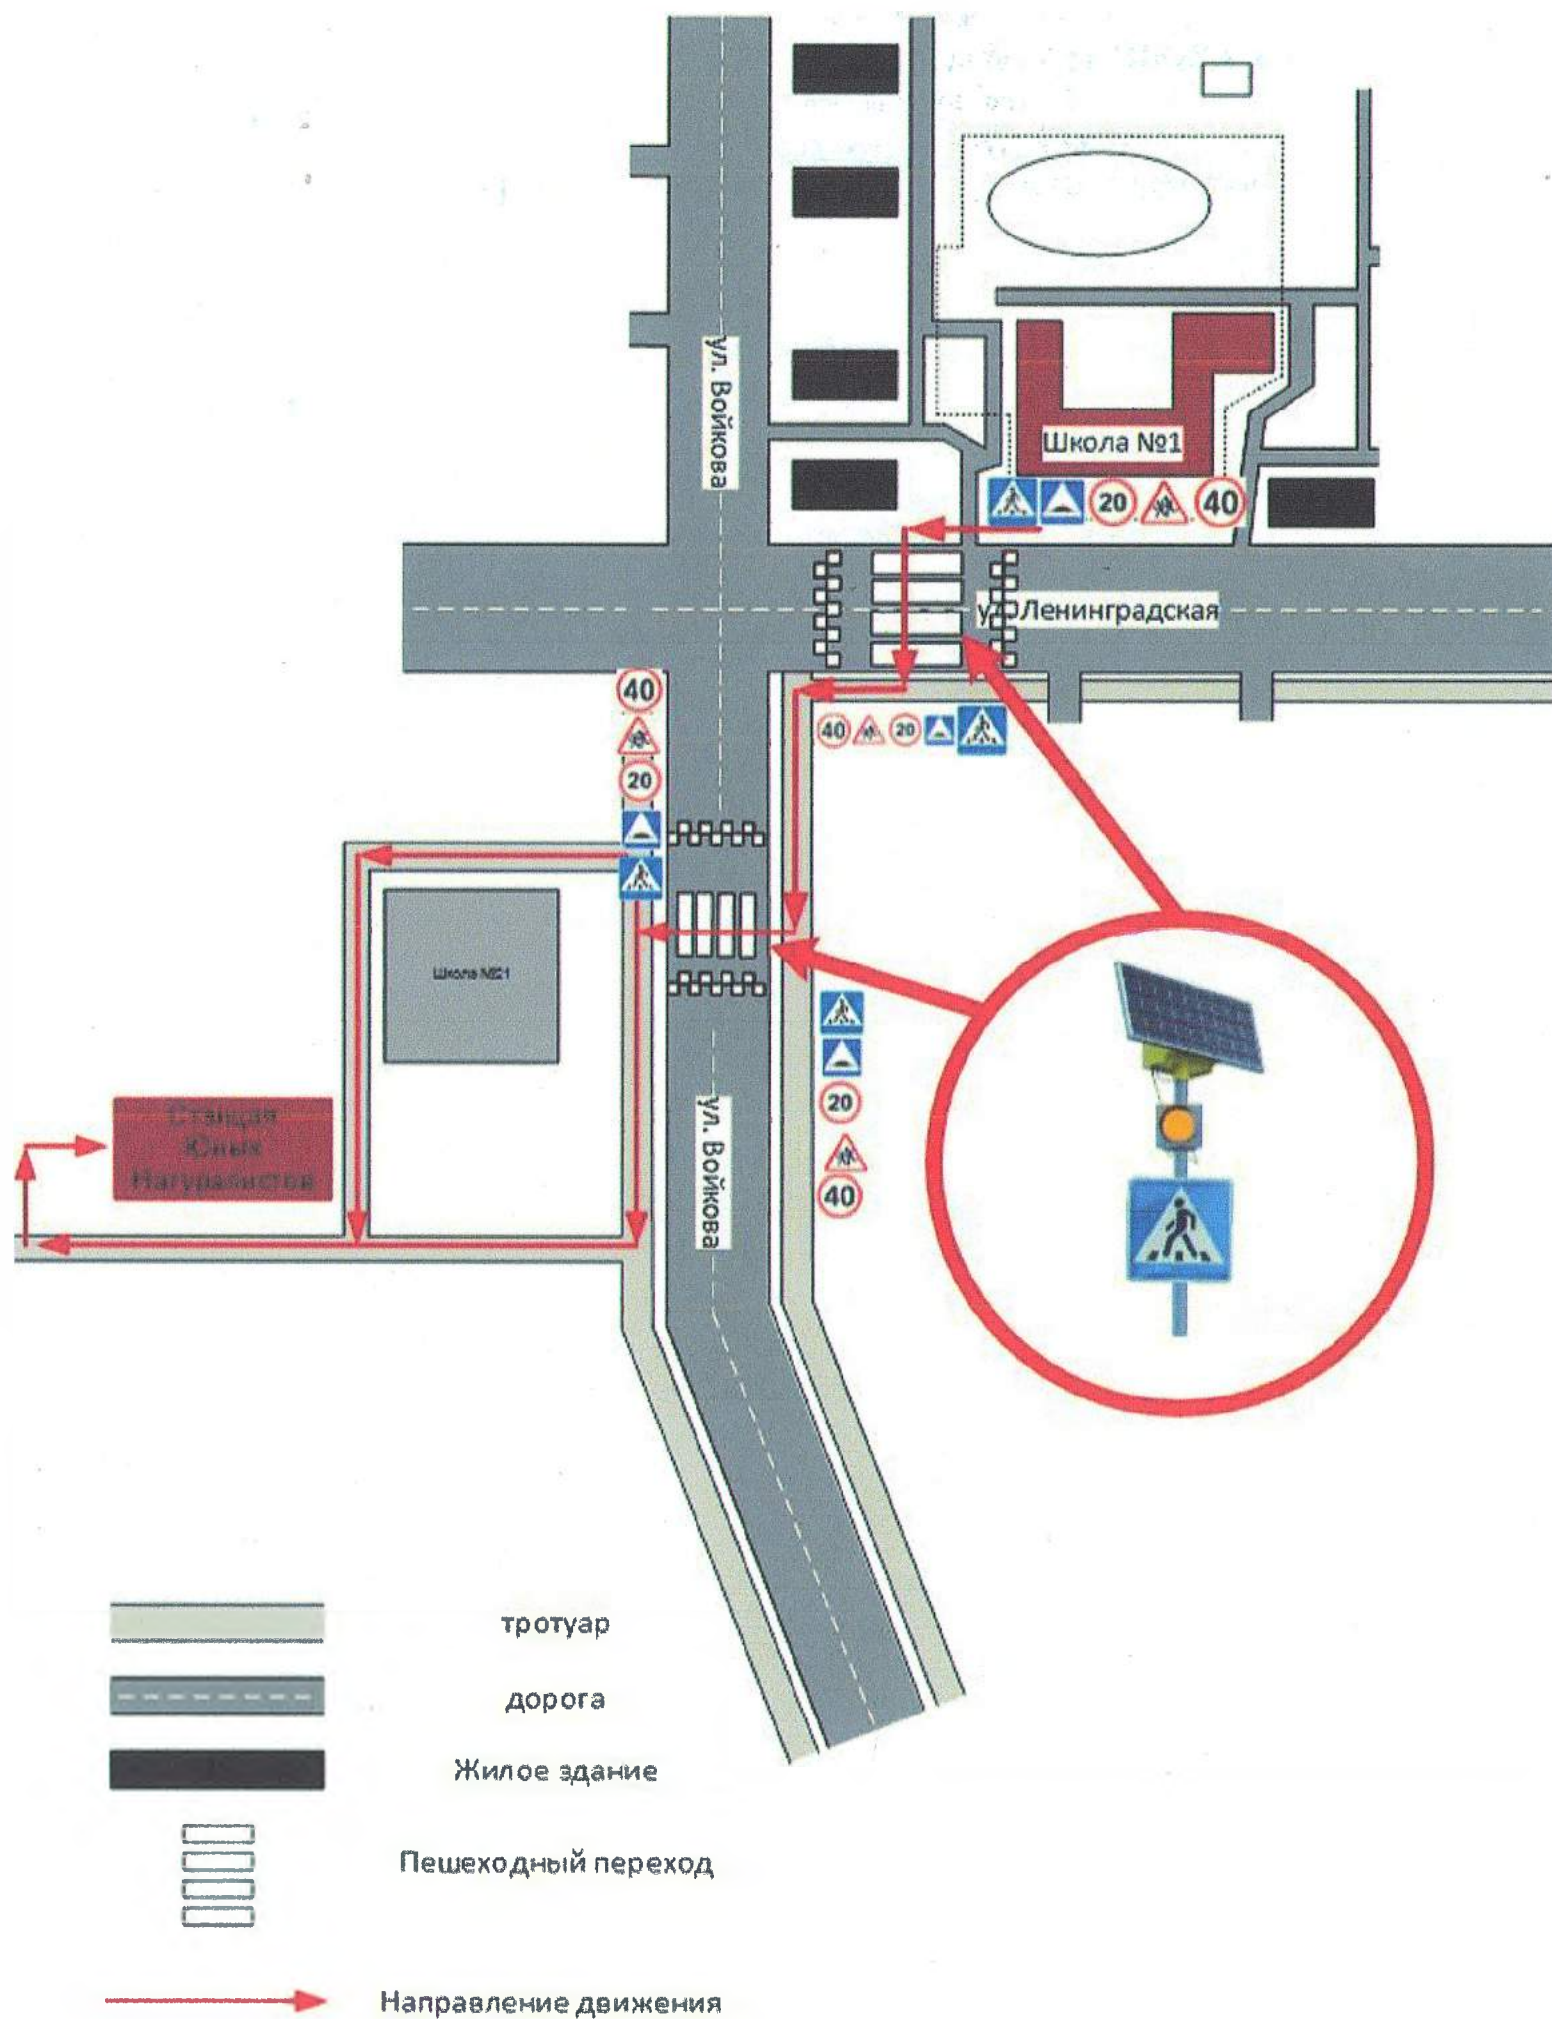 ул. Войкова
Школа №1
20
40
ул. Ленинградская
40
20
40
20
Школа №21
Станция
Юных
Натуралистов
ул. Войкова
20
40
тротуар
дорога
Жилое здание
Пешеходный переход
Направление движения